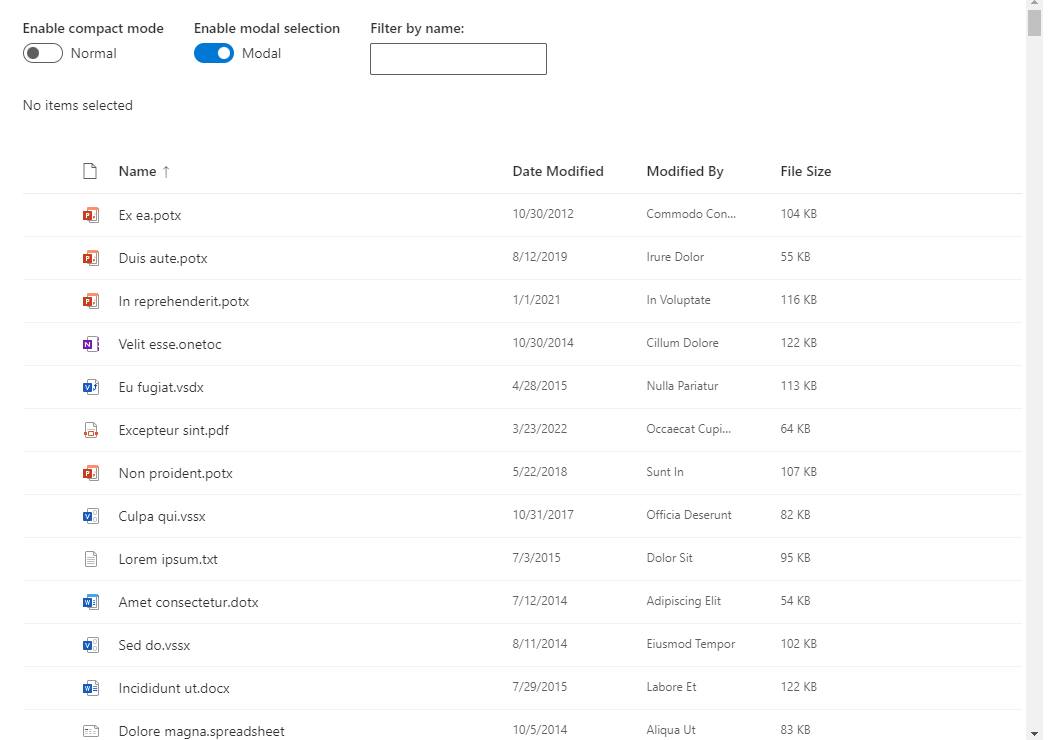 Enable compact mode Enable modal selection Filter by name:
Normal Modal
No items selected
Name ↑ Date Modified Modified By File Size
Ex ea.potx 10/30/2012 Commodo Con... 104 KB
Duis aute.potx 8/12/2019 Irure Dolor 55 KB
In reprehenderit.potx 1/1/2021 In Voluptate 116 KB
Velit esse.onetoc 10/30/2014 Cillum Dolore 122 KB
Eu fugiat.vsdx 4/28/2015 Nulla Pariatur 113 KB
Excepteur sint.pdf 3/23/2022 Occaecat Cupi... 64 KB
Non proident.potx 5/22/2018 Sunt In 107 KB
Culpa qui.vssx 10/31/2017 Officia Deserunt 82 KB
Lorem ipsum.txt 7/3/2015 Dolor Sit 95 KB
Amet consectetur.dotx 7/12/2014 Adipiscing Elit 54 KB
Sed do.vssx 8/11/2014 Eiusmod Tempor 102 KB
Incididunt ut.docx 7/29/2015 Labore Et 122 KB
Dolore magna.spreadsheet 10/5/2014 Aliqua Ut 83 KB